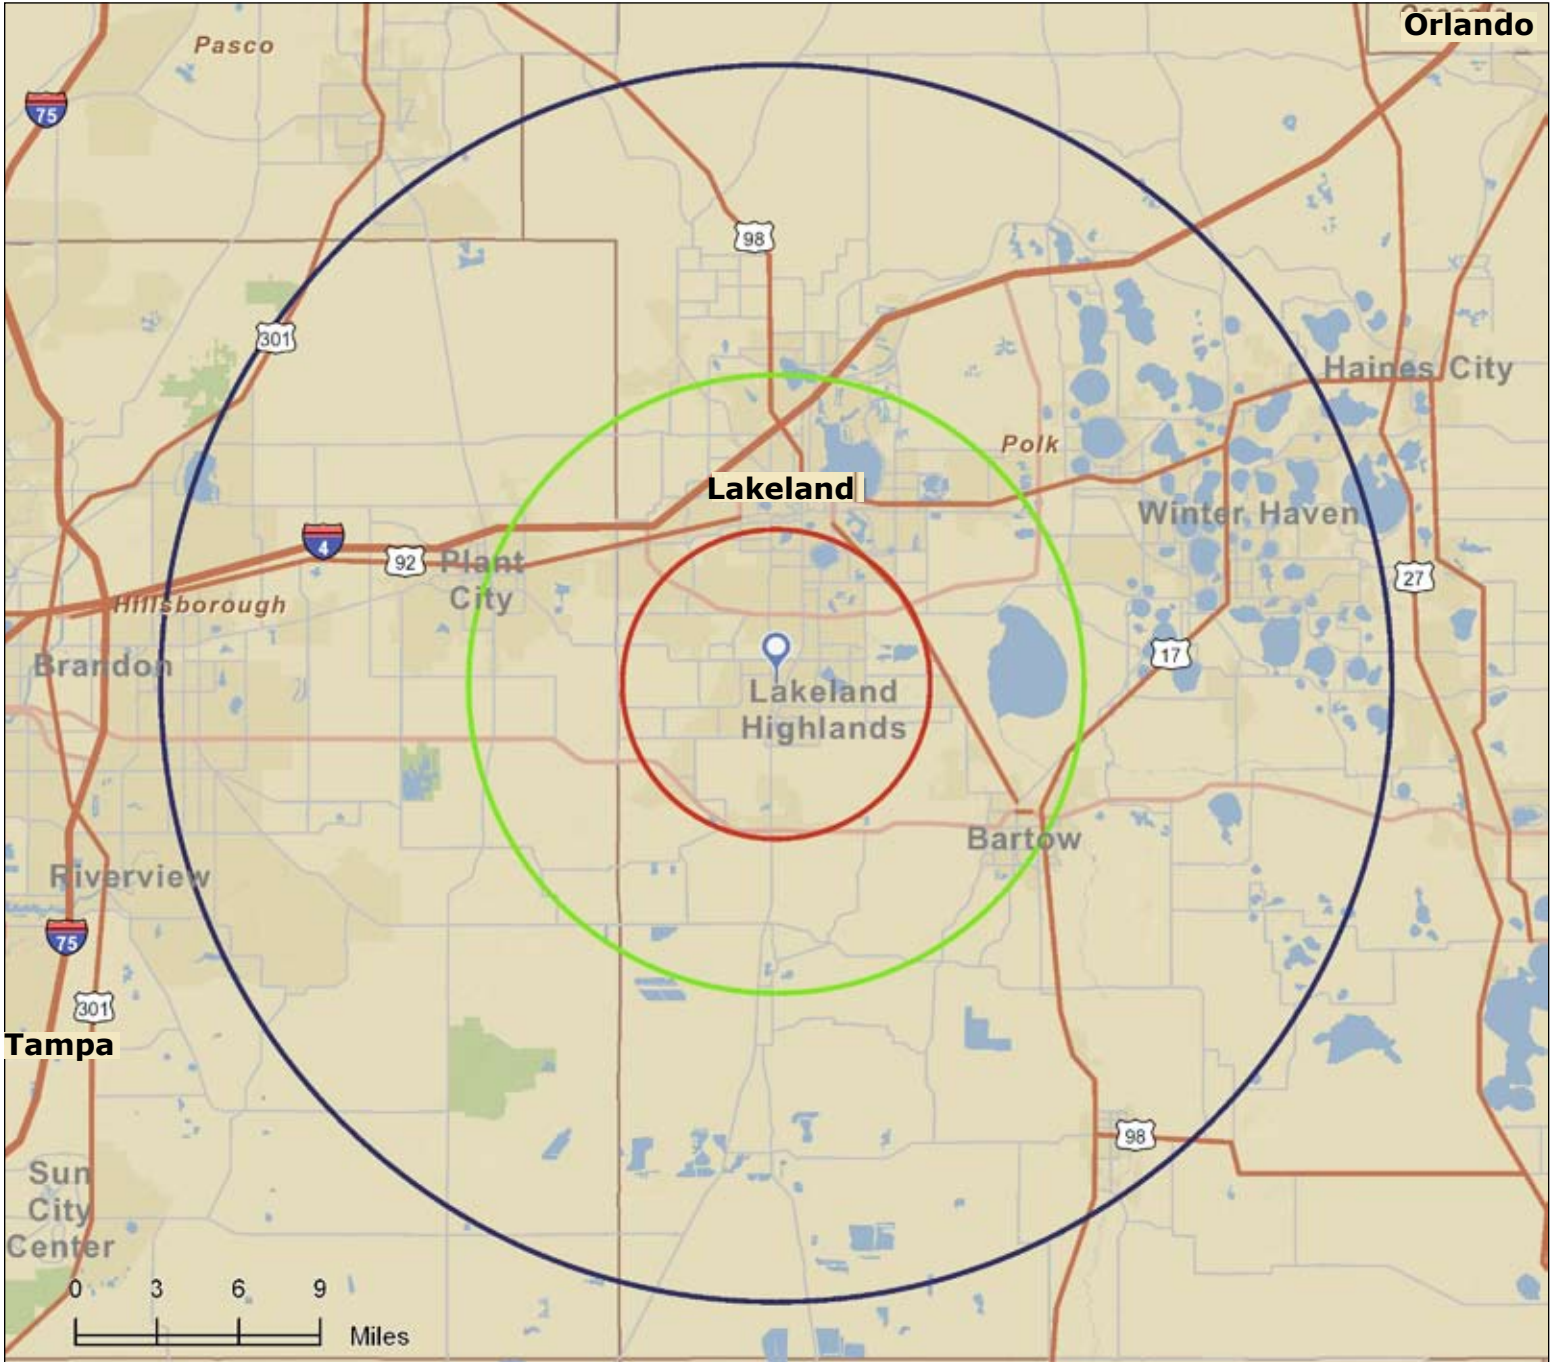 Osceola
Orlando
Pasco
75
98
301
Haines City
Polk
Lakeland
Winter Haven
4
92
Plant
City
27
Hillsborough
Brandon
17
Lakeland
Highlands
Bartow
Riverview
75
301
Tampa
98
Sun
City
Center
0 3 6 9
Miles